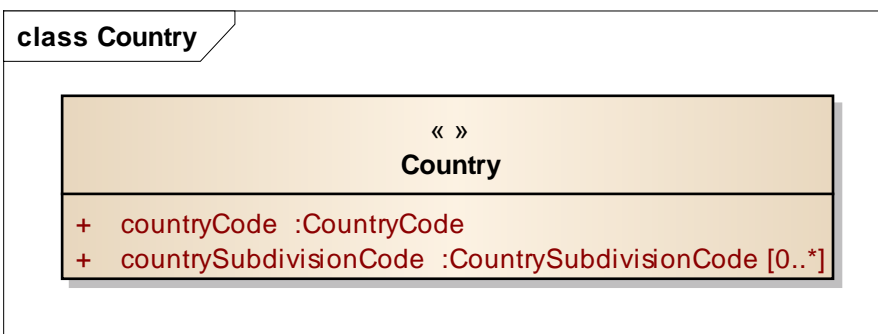 class Country
« »
Country
+ countryCode :CountryCode
+ countrySubdivisionCode :CountrySubdivisionCode [0..*]